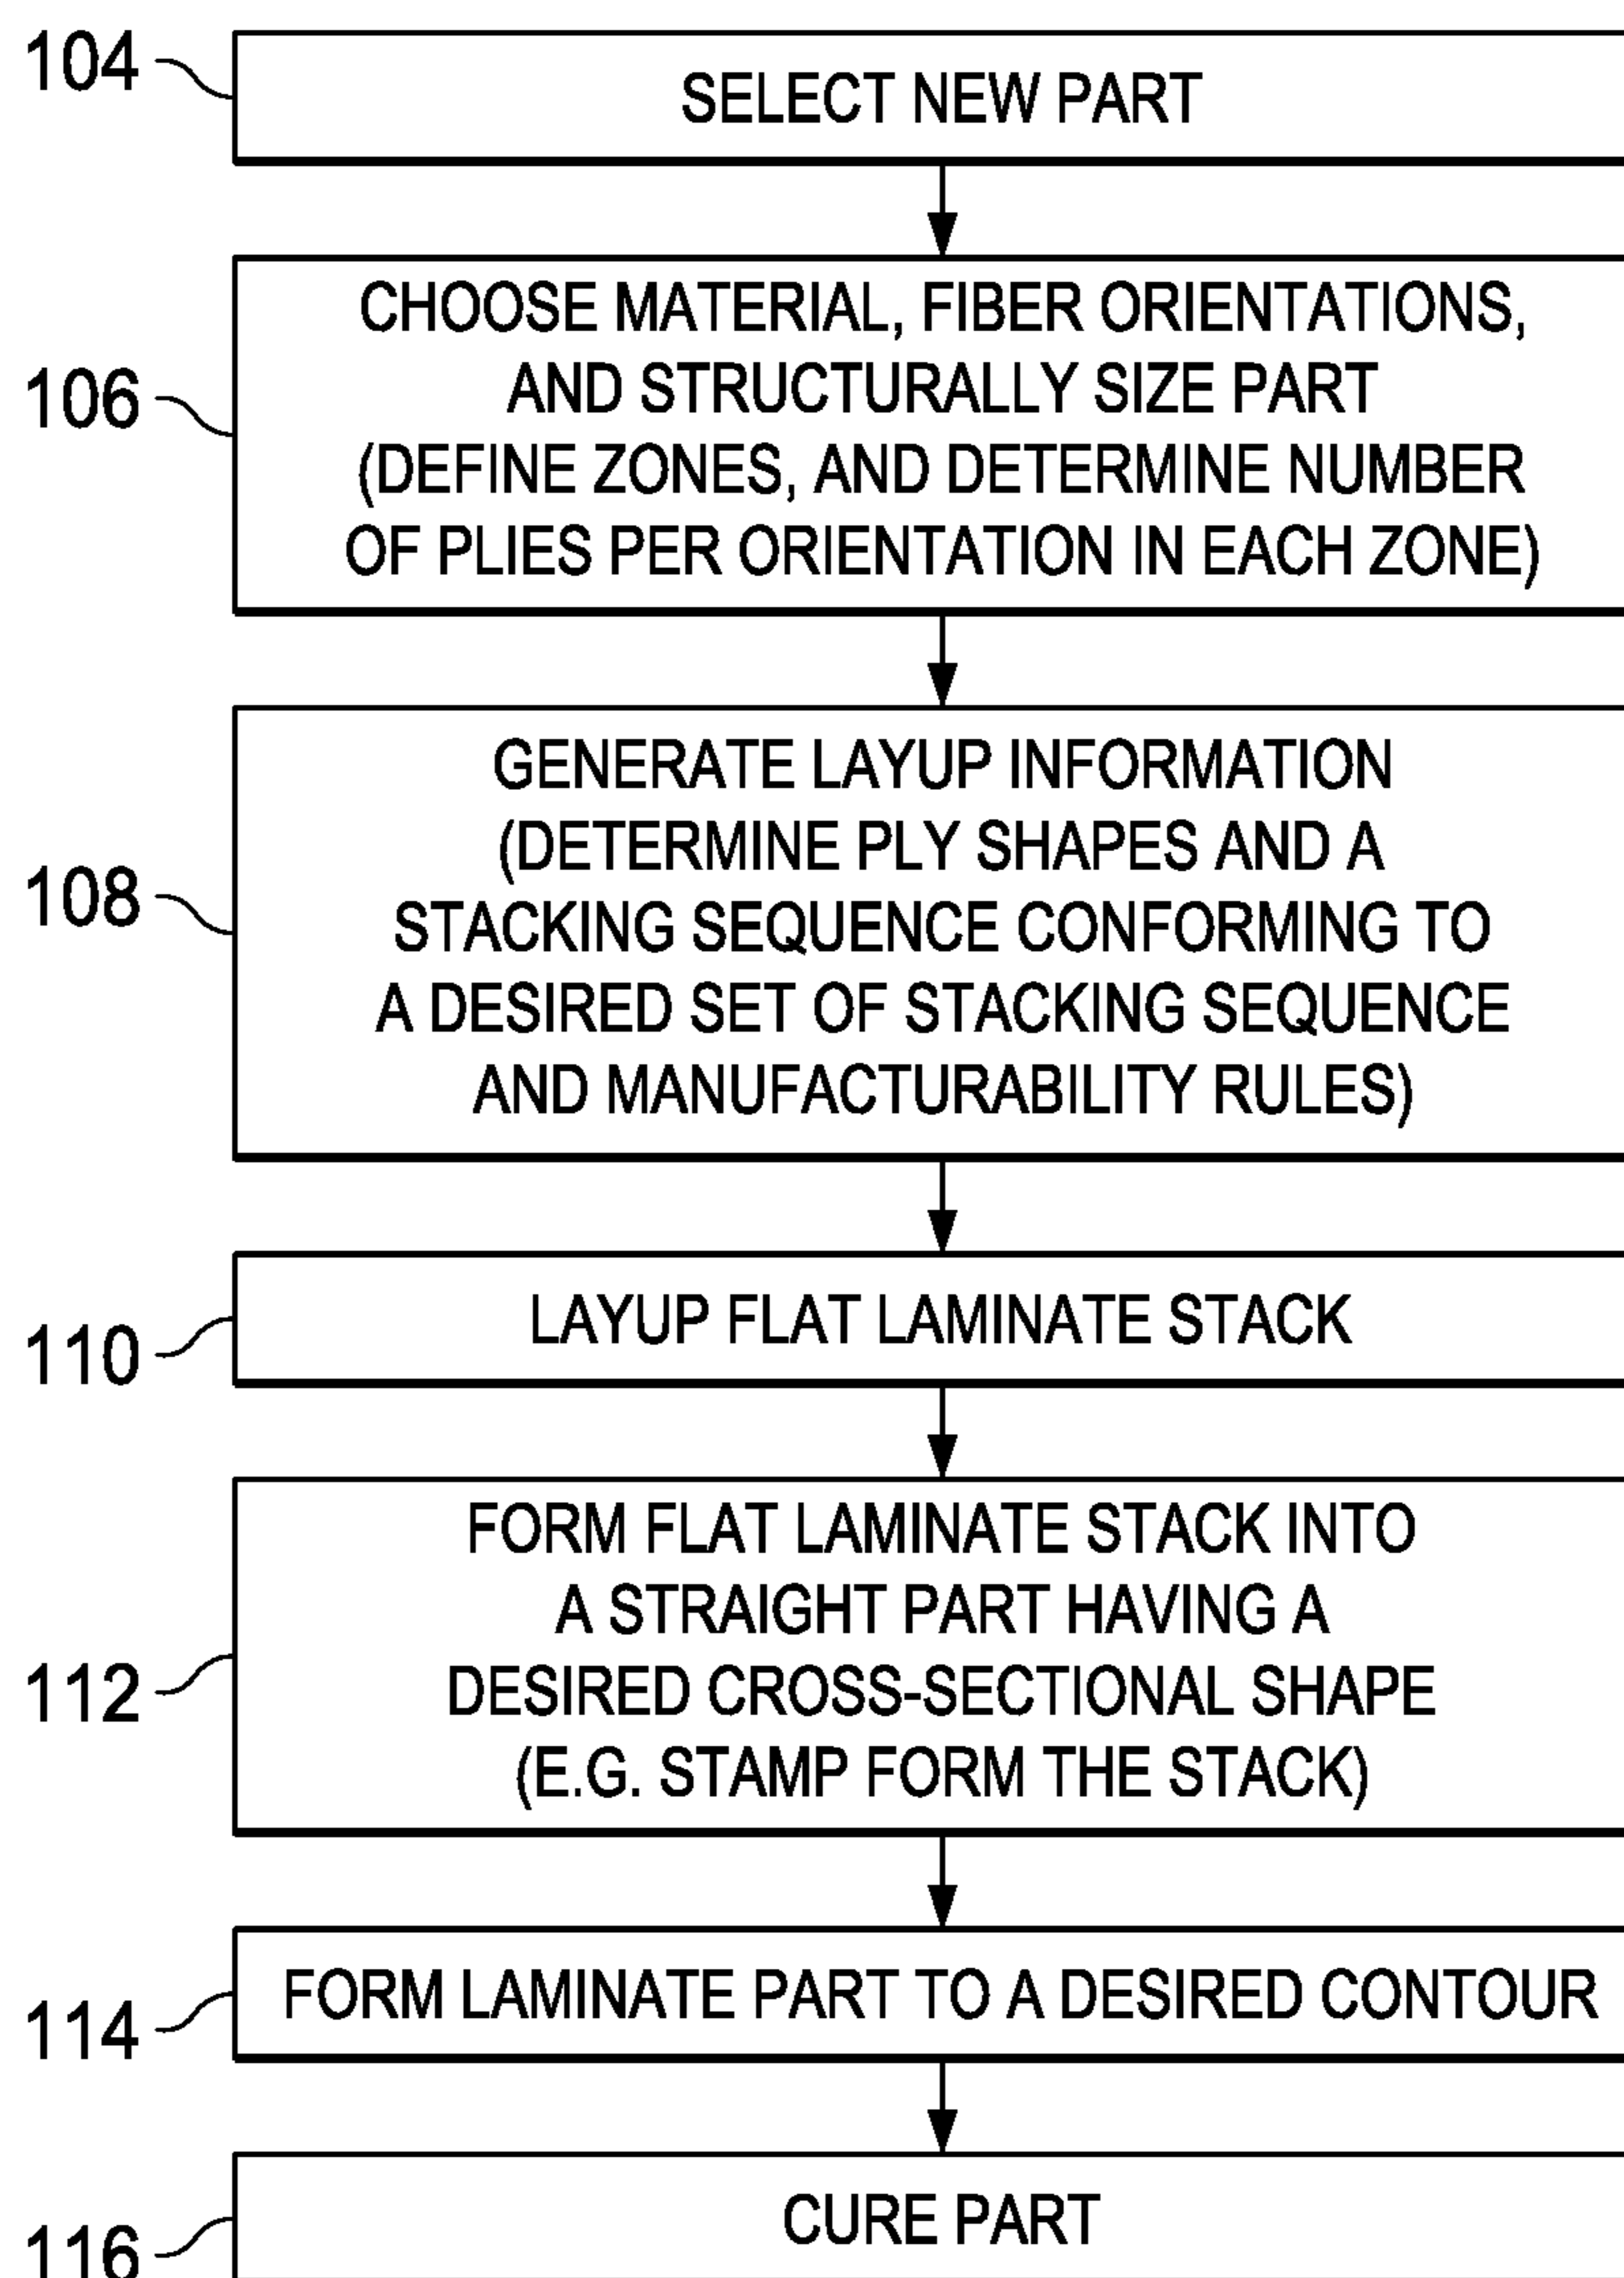 104
SELECT NEW PART
106
CHOOSE MATERIAL, FIBER ORIENTATIONS,
AND STRUCTURALLY SIZE PART
(DEFINE ZONES, AND DETERMINE NUMBER
OF PLIES PER ORIENTATION IN EACH ZONE)
108
GENERATE LAYUP INFORMATION
(DETERMINE PLY SHAPES AND A
STACKING SEQUENCE CONFORMING TO
A DESIRED SET OF STACKING SEQUENCE
AND MANUFACTURABILITY RULES)
110
LAYUP FLAT LAMINATE STACK
112
FORM FLAT LAMINATE STACK INTO
A STRAIGHT PART HAVING A
DESIRED CROSS-SECTIONAL SHAPE
(E.G. STAMP FORM THE STACK)
114
FORM LAMINATE PART TO A DESIRED CONTOUR
116
CURE PART